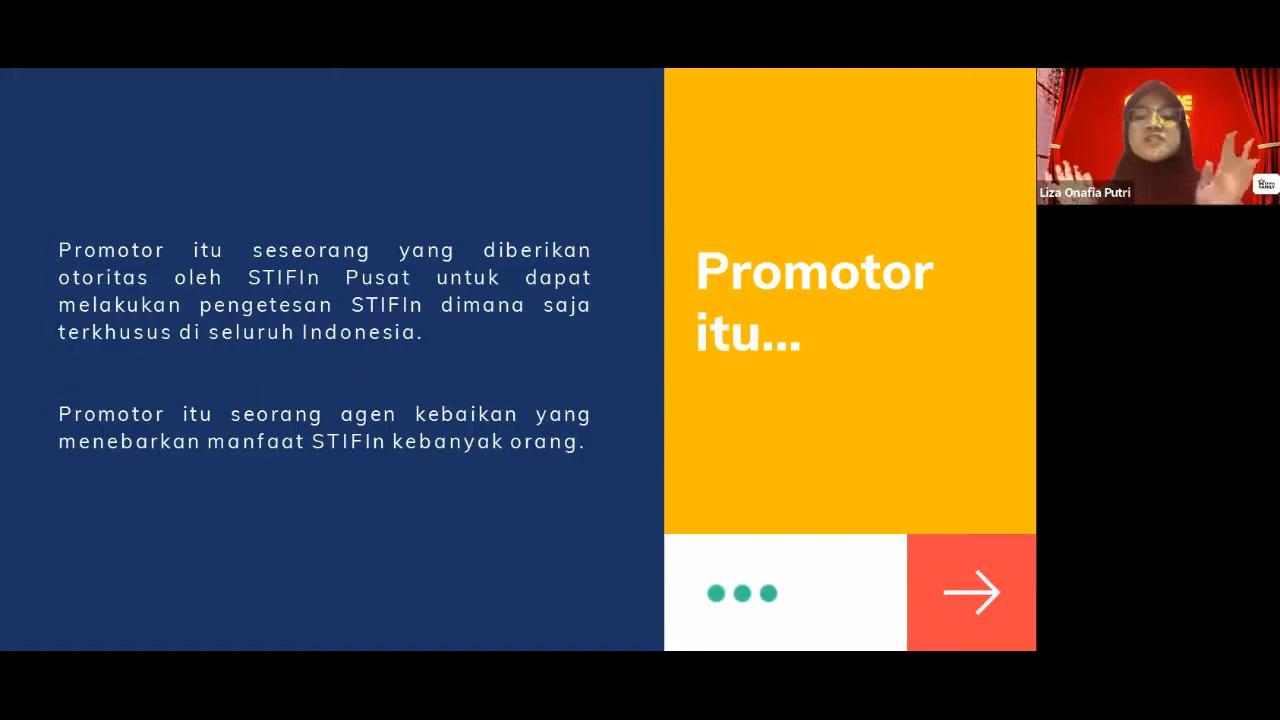 Promotor itu seseorang yang diberikan
otoritas oleh STIFIn Pusat untuk dapat
melakukan pengetesan STIFIn dimana saja
terkhusus di seluruh Indonesia.
Promotor itu seorang agen kebaikan yang
menebarkan manfaat STIFIn kebanyak orang.
Promotor
itu...
Liza Onafia Putri